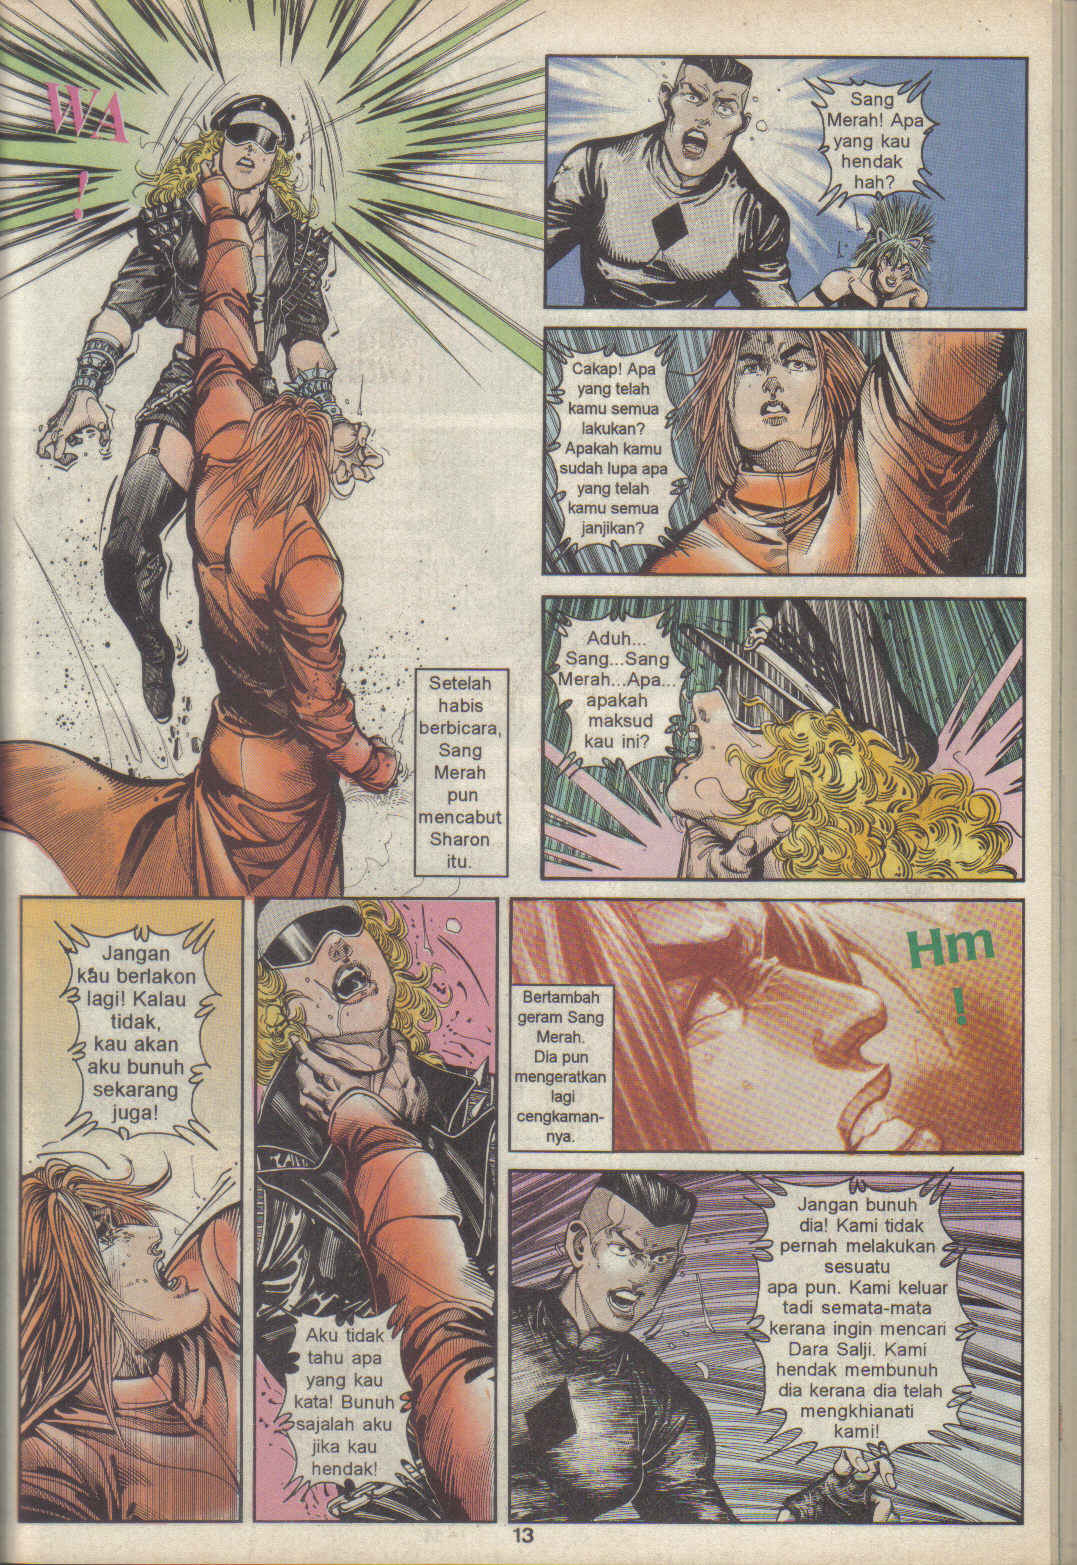 WA
!
Setelah
habis
berbicara,
Sang
Merah
pun
mencabut
Sharon
itu.
Sang
Merah! Apa
yang kau
hendak
hah?
Cakap! Apa
yang telah
kamu semua
lakukan?
Apakah kamu
sudah lupa apa
yang telah
kamu semua
janjikan?
Aduh...
Sang...Sang
Merah...Apa...
apakah
maksud
kau ini?
Jangan
kau berlakon
lagi! Kalau
tidak,
kau akan
aku bunuh
sekarang
juga!
Aku tidak
tahu apa
yang kau
kata! Bunuh
sajalah aku
jika kau
hendak!
Hm
!
Bertambah
geram Sang
Merah.
Dia pun
mengeratkan
lagi
cengkaman-
nya.
Jangan bunuh
dia! Kami tidak
pernah melakukan
sesuatu
apa pun. Kami keluar
tadi semata-mata
kerana ingin mencari
Dara Salji. Kami
hendak membunuh
dia kerana dia telah
mengkhianati
kami!
13